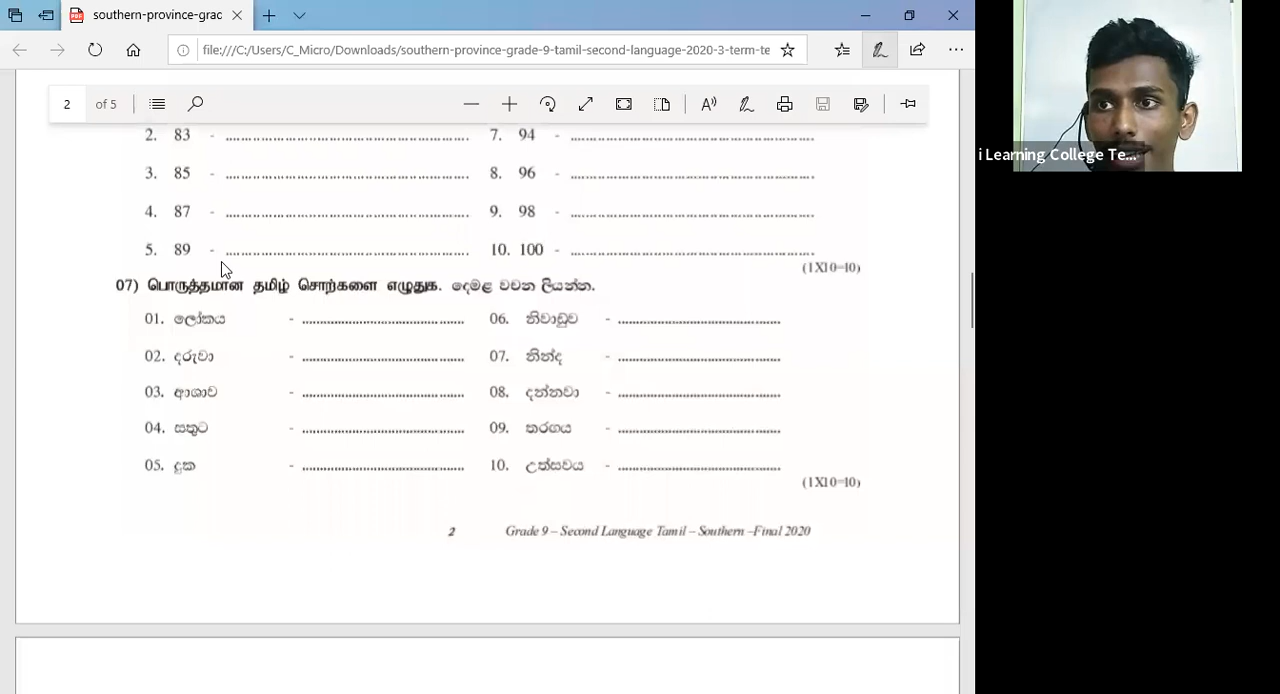 southern-province-grad
file:///C:/Users/C_Micro/Downloads/southern-province-grade-9-tamil-second-language-2020-3-term-te
2 of 5
2. 83 - ........................................ 7. 94 - ........................................
3. 85 - ........................................ 8. 96 - ........................................
4. 87 - ........................................ 9. 98 - ........................................
5. 89 - ........................................ 10. 100 - ........................................
(1X10=10)
07) பொருத்தமான தமிழ் சொற்களை எழுதுக. දෙමළ වචන ලියන්න.
01. ලෝකය - ........................................ 06. නිවාඩුව - ........................................
02. දරුවා - ........................................ 07. නින්ද - ........................................
03. ආශාව - ........................................ 08. දන්නවා - ........................................
04. සතුට - ........................................ 09. තරගය - ........................................
05. දුක - ........................................ 10. උත්සවය - ........................................
(1X10=10)
2 Grade 9 – Second Language Tamil – Southern –Final 2020
i Learning College Te...